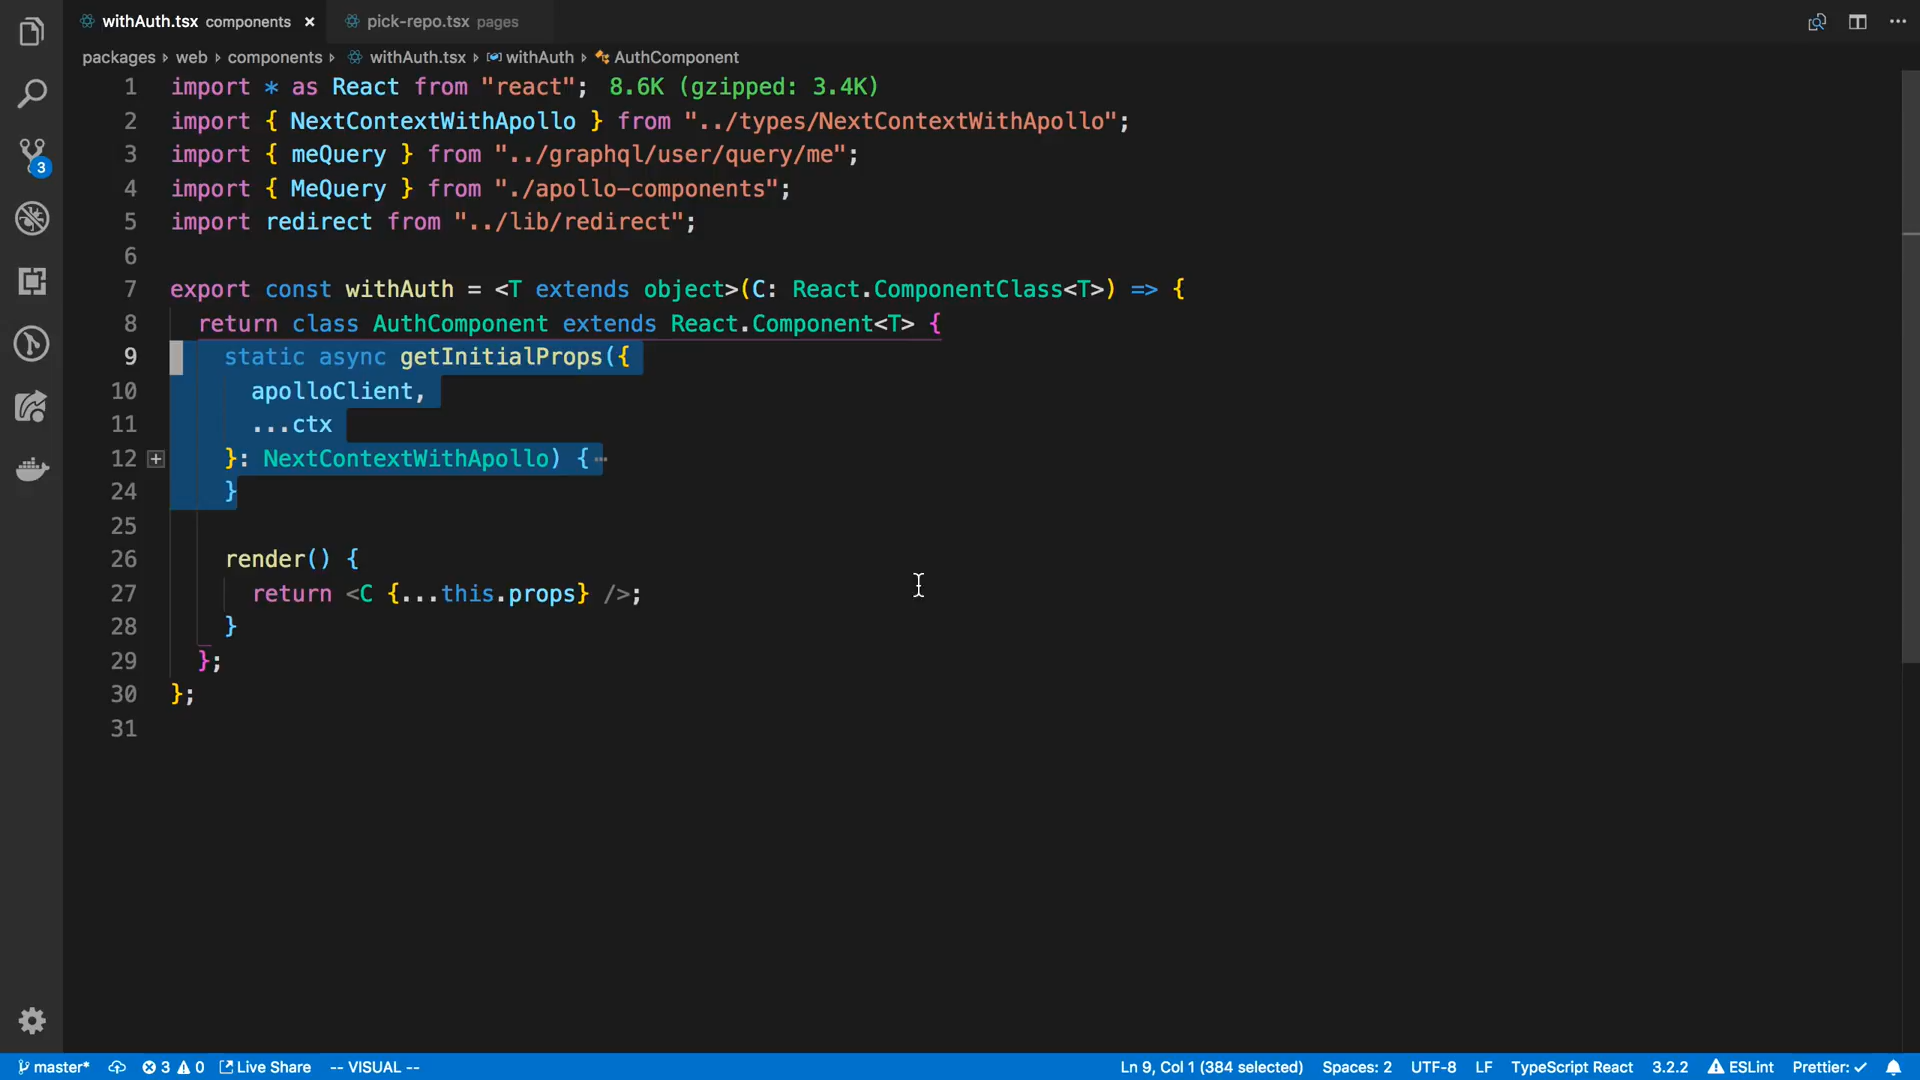 withAuth.tsx components × pick-repo.tsx pages
packages › web › components › withAuth.tsx › withAuth › AuthComponent
1 import * as React from "react"; 8.6K (gzipped: 3.4K)
2 import { NextContextWithApollo } from "../types/NextContextWithApollo";
3 import { meQuery } from "../graphql/user/query/me";
4 import { MeQuery } from "./apollo-components";
5 import redirect from "../lib/redirect";
6
7 export const withAuth = <T extends object>(C: React.ComponentClass<T>) => {
8 return class AuthComponent extends React.Component<T> {
9 static async getInitialProps({
10 apolloClient,
11 ...ctx
12 }: NextContextWithApollo) {⋯
24 }
25
26 render() {
27 return <C {...this.props} />;
28 }
29 };
30 };
31
3
master* 3 0 Live Share -- VISUAL -- Ln 9, Col 1 (384 selected) Spaces: 2 UTF-8 LF TypeScript React 3.2.2 ESLint Prettier: ✓